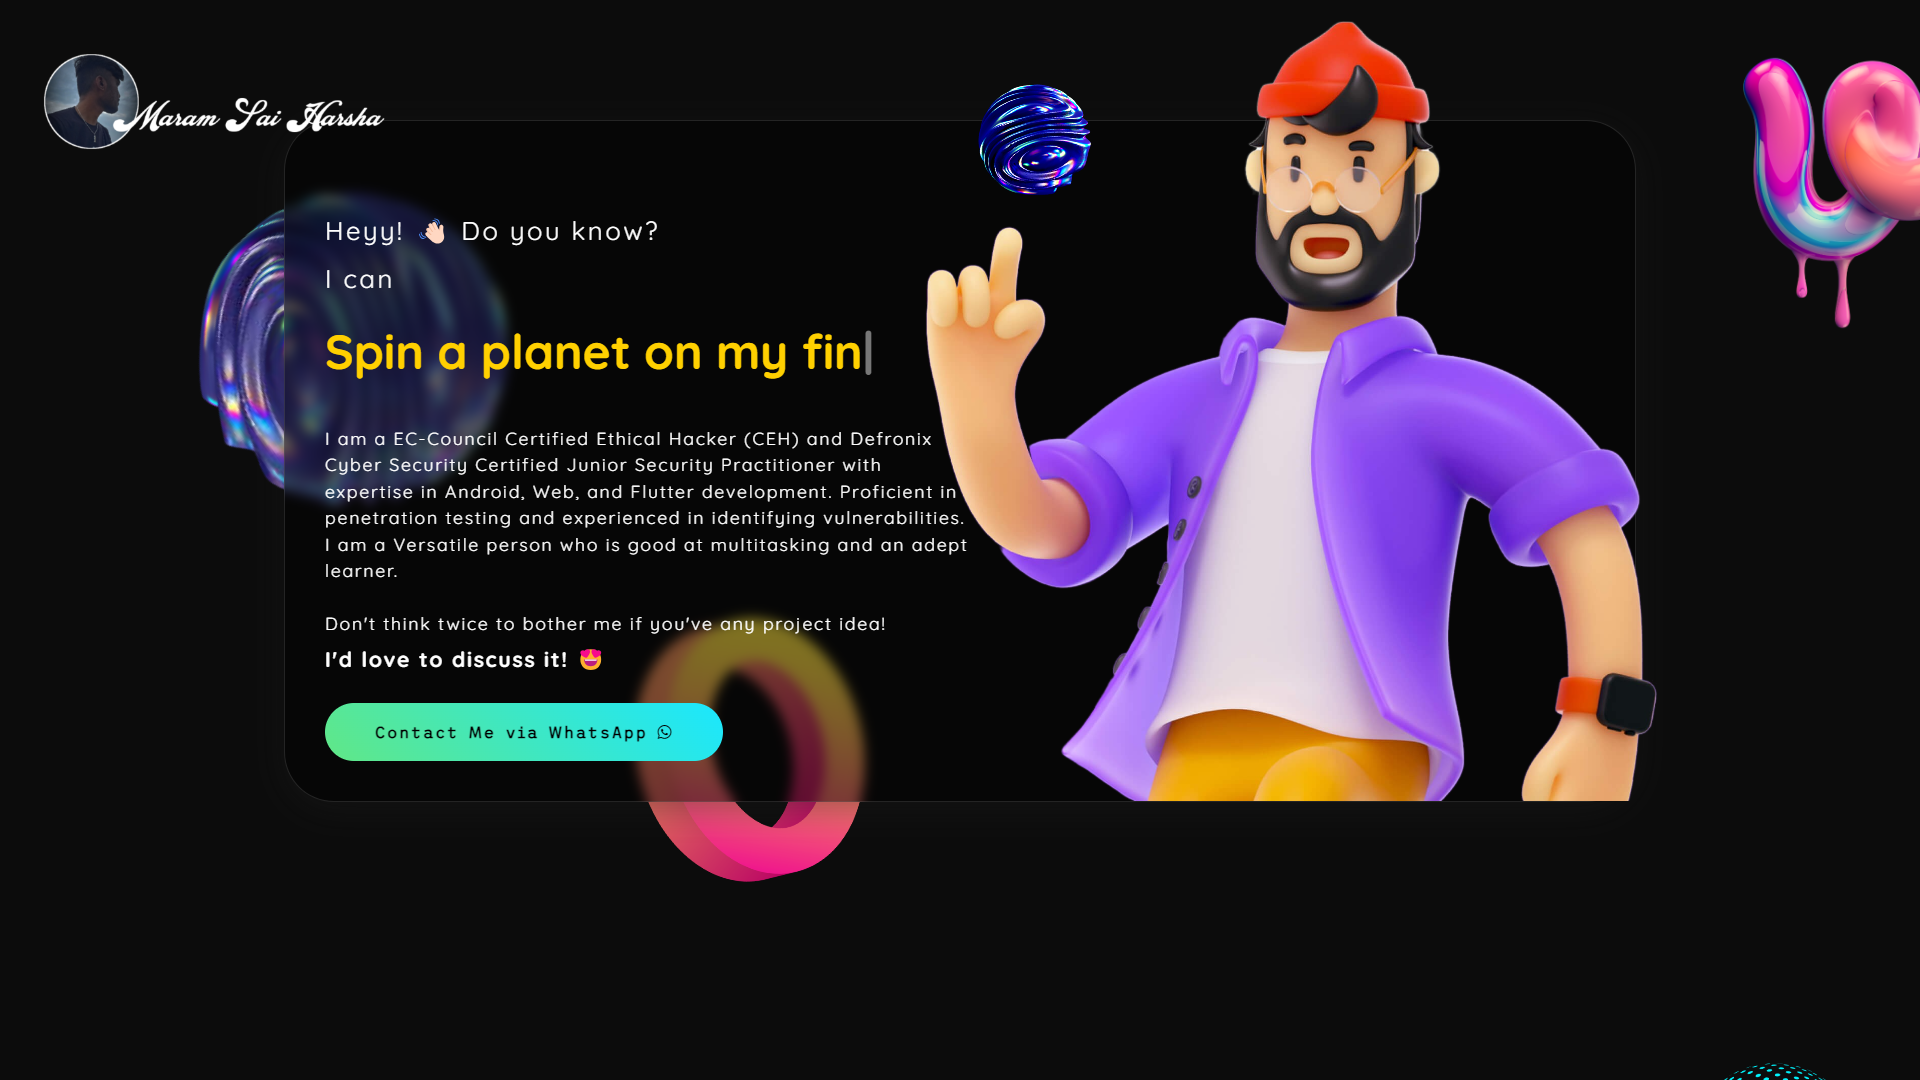 Maram Sai Harsha
Heyy! 👋🏻 Do you know?
I can
Spin a planet on my fin
I am a EC-Council Certified Ethical Hacker (CEH) and Defronix
Cyber Security Certified Junior Security Practitioner with
expertise in Android, Web, and Flutter development. Proficient in
penetration testing and experienced in identifying vulnerabilities.
I am a Versatile person who is good at multitasking and an adept
learner.
Don't think twice to bother me if you've any project idea!
I'd love to discuss it! 😍
Contact Me via WhatsApp